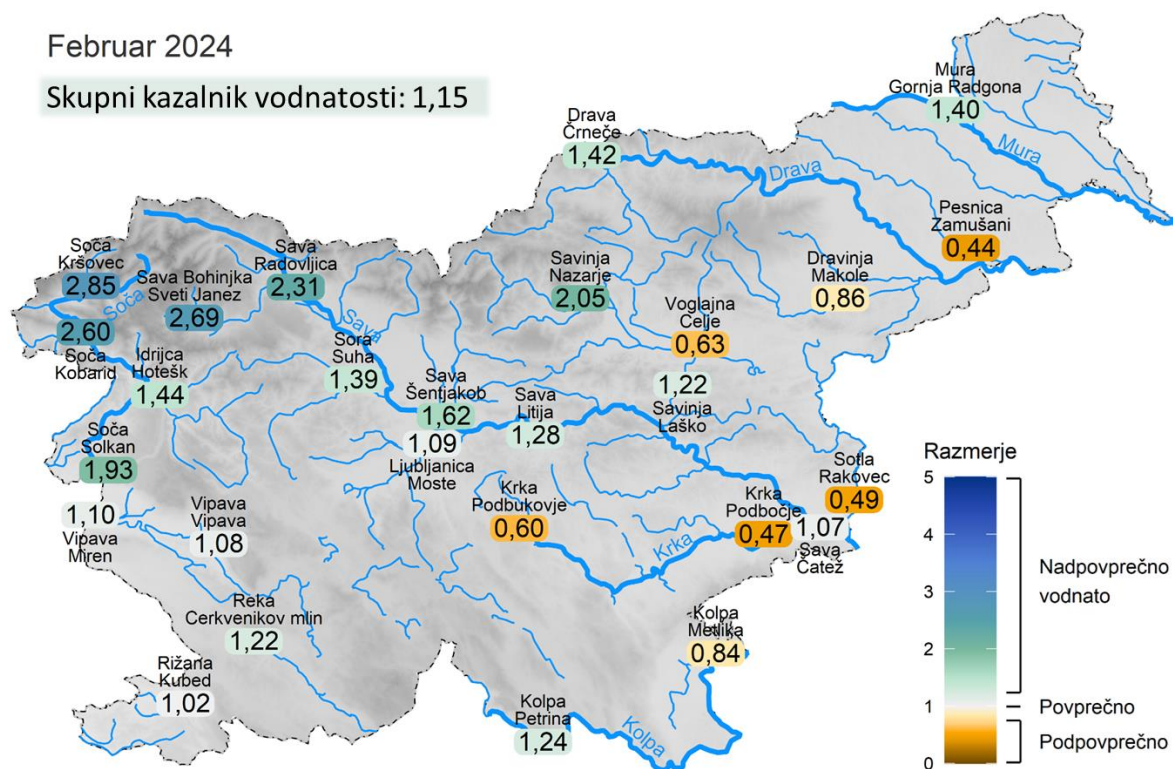 Februar 2024
Skupni kazalnik vodnatosti: 1,15
Mura
Gornja Radgona
1,40
Mura
Drava
Črneče
1,42
Drava
Pesnica
Zamušani
0,44
Dravinja
Makole
0,86
Soča
Kršovec
2,85
Soča
Sava Bohinjka
Sveti Janez
2,69
Sava
Radovljica
2,31
Sava
Savinja
Nazarje
2,05
Voglajna
Celje
0,63
2,60
Soča
Kobarid
Idrijca
Hotešk
1,44
Sora
Suha
1,39
Sava
Šentjakob
1,62
1,09
Ljubljanica
Moste
Sava
Litija
1,28
1,22
Savinja
Laško
Soča
Solkan
1,93
1,10
Vipava
Miren
Vipava
Vipava
1,08
Krka
Podbukovje
0,60
Krka
Krka
Podbočje
0,47
Sotla
Rakovec
0,49
1,07
Sava
Čatež
Reka
Cerkvenikov mlin
1,22
Rižana
Kubed
1,02
Kolpa
Metlika
0,84
Kolpa
Petrina
1,24
Kolpa
Razmerje
5
4
3
2
1
0
Nadpovprečno
vodnato
Povprečno
Podpovprečno